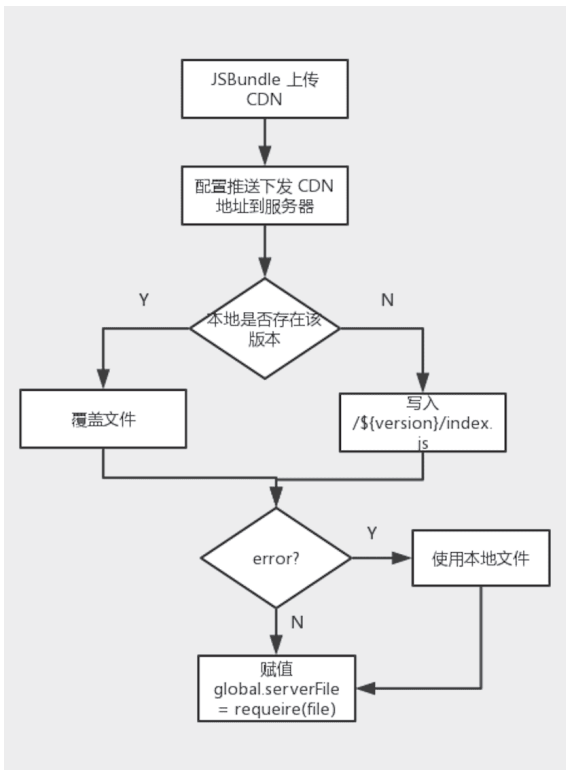 JSBundle 上传
CDN
配置推送下发 CDN
地址到服务器
Y
N
本地是否存在该
版本
覆盖文件
写入
/${version}/index.
js
error?
Y
使用本地文件
N
赋值
global.serverFile
= requeire(file)